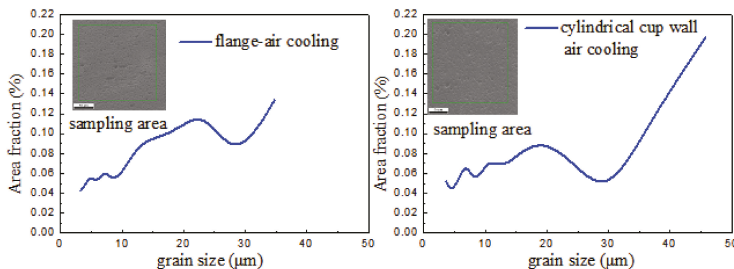 0.22
0.20
0.18
0.16
0.14
0.12
0.10
0.08
0.06
0.04
0.02
0.00
Area fraction (%)
flange-air cooling
sampling area
0 10 20 30 40 50
grain size (μm)
0.22
0.20
0.18
0.16
0.14
0.12
0.10
0.08
0.06
0.04
0.02
0.00
Area fraction (%)
cylindrical cup wall
air cooling
sampling area
0 10 20 30 40 50
grain size (μm)